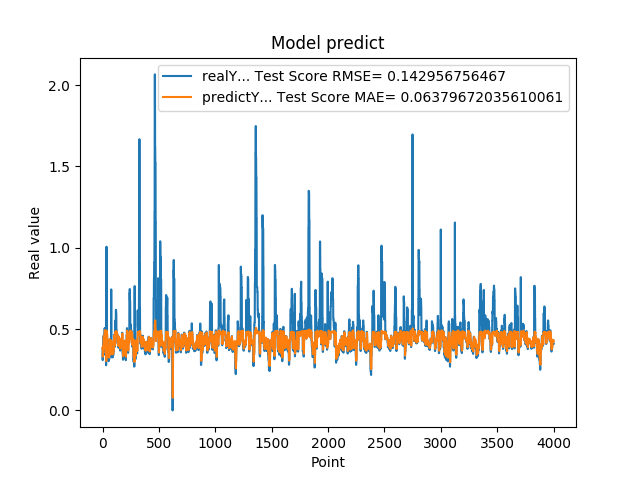 Model predict
realY... Test Score RMSE= 0.142956756467
predictY... Test Score MAE= 0.06379672035610061
2.0
1.5
1.0
0.5
0.0
Real value
0 500 1000 1500 2000 2500 3000 3500 4000
Point